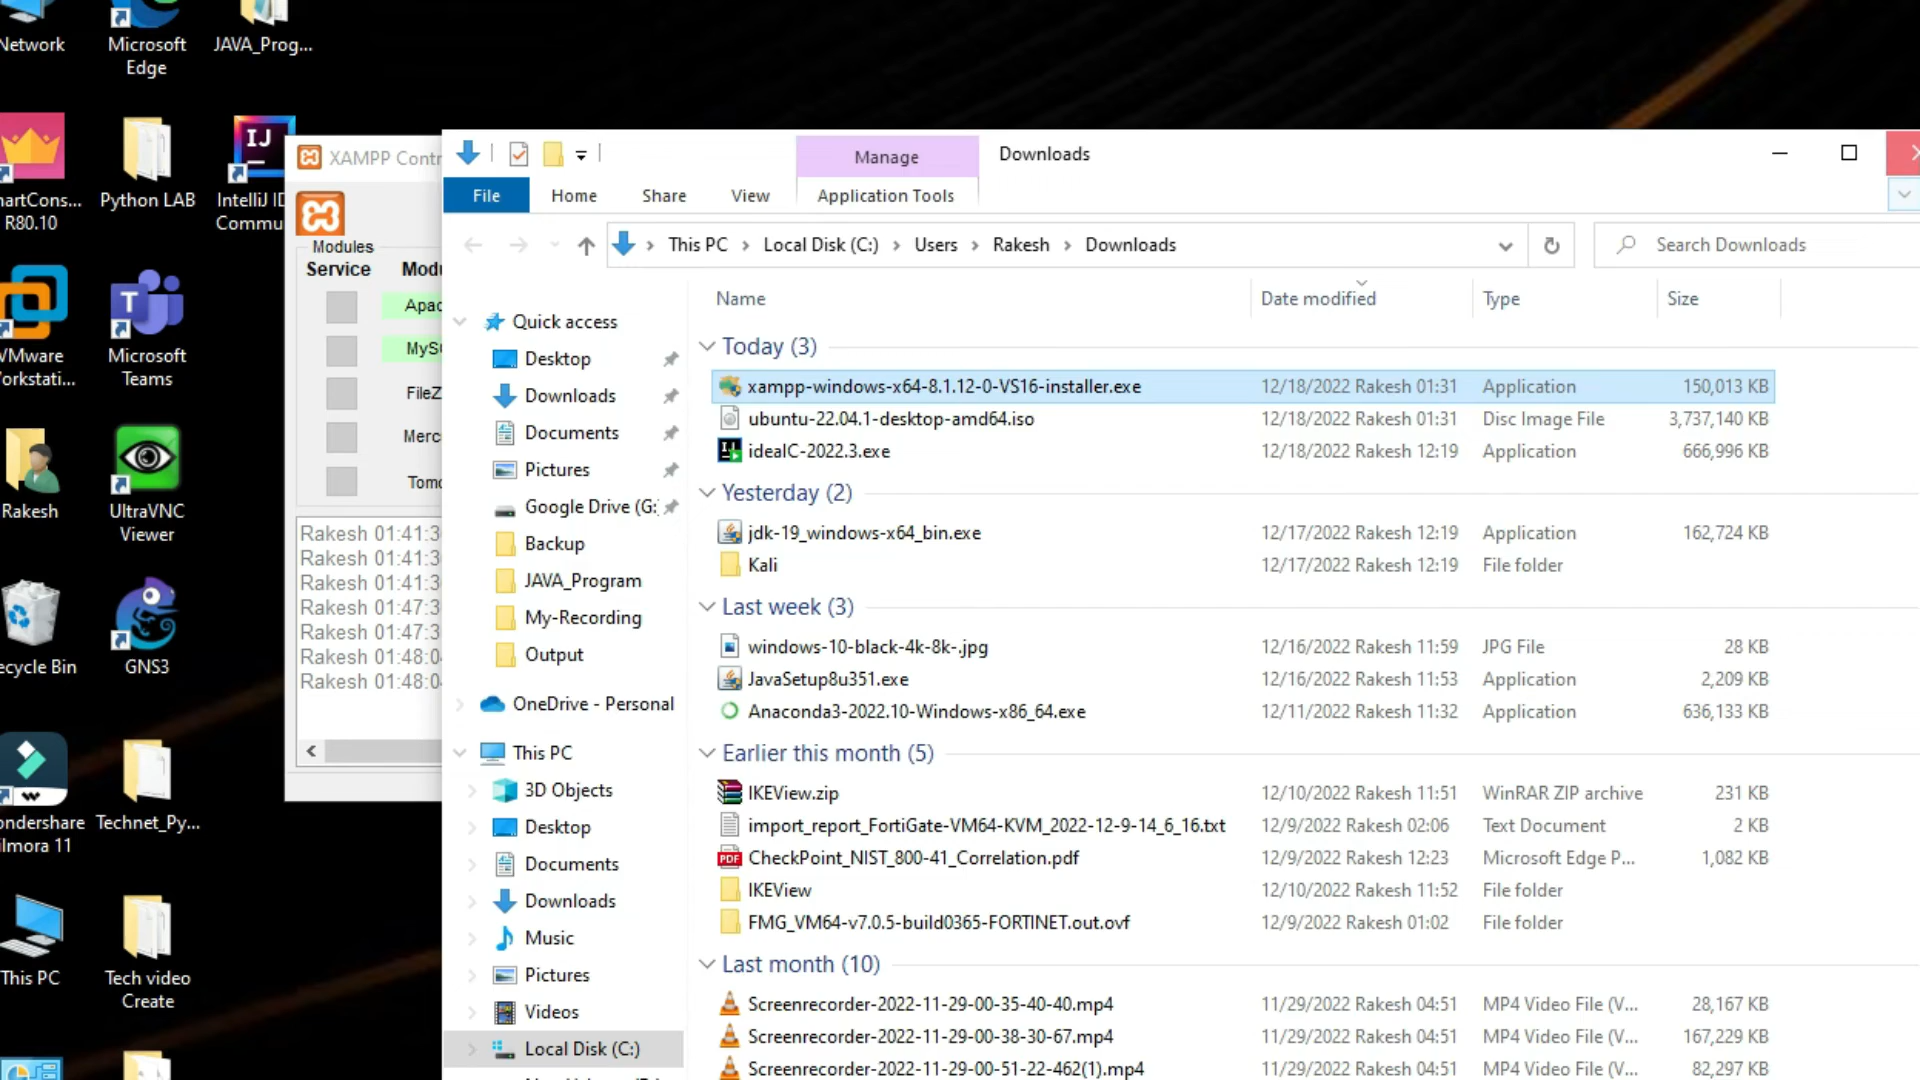 Network
Microsoft
Edge
JAVA_Prog...
Python LAB
IntelliJ ID
Commu
R80.10
Microsoft
Teams
Rakesh
UltraVNC
Viewer
GNS3
Technet_Py...
This PC
Tech video
Create
XAMPP Contr
Modules
Service
Rakesh 01:41:3
Rakesh 01:41:3
Rakesh 01:41:3
Rakesh 01:47:3
Rakesh 01:47:3
Rakesh 01:48:0
Rakesh 01:48:0
Manage
Downloads
File
Home
Share
View
Application Tools
This PC > Local Disk (C:) > Users > Rakesh > Downloads
Search Downloads
Quick access
Desktop
Downloads
Documents
Pictures
Google Drive (G:
Backup
JAVA_Program
My-Recording
Output
OneDrive - Personal
This PC
3D Objects
Desktop
Documents
Downloads
Music
Pictures
Videos
Local Disk (C:)
Name Date modified Type Size
Today (3)
xampp-windows-x64-8.1.12-0-VS16-installer.exe 12/18/2022 Rakesh 01:31 Application 150,013 KB
ubuntu-22.04.1-desktop-amd64.iso 12/18/2022 Rakesh 01:31 Disc Image File 3,737,140 KB
ideaIC-2022.3.exe 12/18/2022 Rakesh 12:19 Application 666,996 KB
Yesterday (2)
jdk-19_windows-x64_bin.exe 12/17/2022 Rakesh 12:19 Application 162,724 KB
Kali 12/17/2022 Rakesh 12:19 File folder
Last week (3)
windows-10-black-4k-8k-.jpg 12/16/2022 Rakesh 11:59 JPG File 28 KB
JavaSetup8u351.exe 12/16/2022 Rakesh 11:53 Application 2,209 KB
Anaconda3-2022.10-Windows-x86_64.exe 12/11/2022 Rakesh 11:32 Application 636,133 KB
Earlier this month (5)
IKEView.zip 12/10/2022 Rakesh 11:51 WinRAR ZIP archive 231 KB
import_report_FortiGate-VM64-KVM_2022-12-9-14_6_16.txt 12/9/2022 Rakesh 02:06 Text Document 2 KB
CheckPoint_NIST_800-41_Correlation.pdf 12/9/2022 Rakesh 12:23 Microsoft Edge P... 1,082 KB
IKEView 12/10/2022 Rakesh 11:52 File folder
FMG_VM64-v7.0.5-build0365-FORTINET.out.ovf 12/9/2022 Rakesh 01:02 File folder
Last month (10)
Screenrecorder-2022-11-29-00-35-40-40.mp4 11/29/2022 Rakesh 04:51 MP4 Video File (V... 28,167 KB
Screenrecorder-2022-11-29-00-38-30-67.mp4 11/29/2022 Rakesh 04:51 MP4 Video File (V... 167,229 KB
Screenrecorder-2022-11-29-00-51-22-462(1).mp4 11/29/2022 Rakesh 04:51 MP4 Video File (V... 82,297 KB